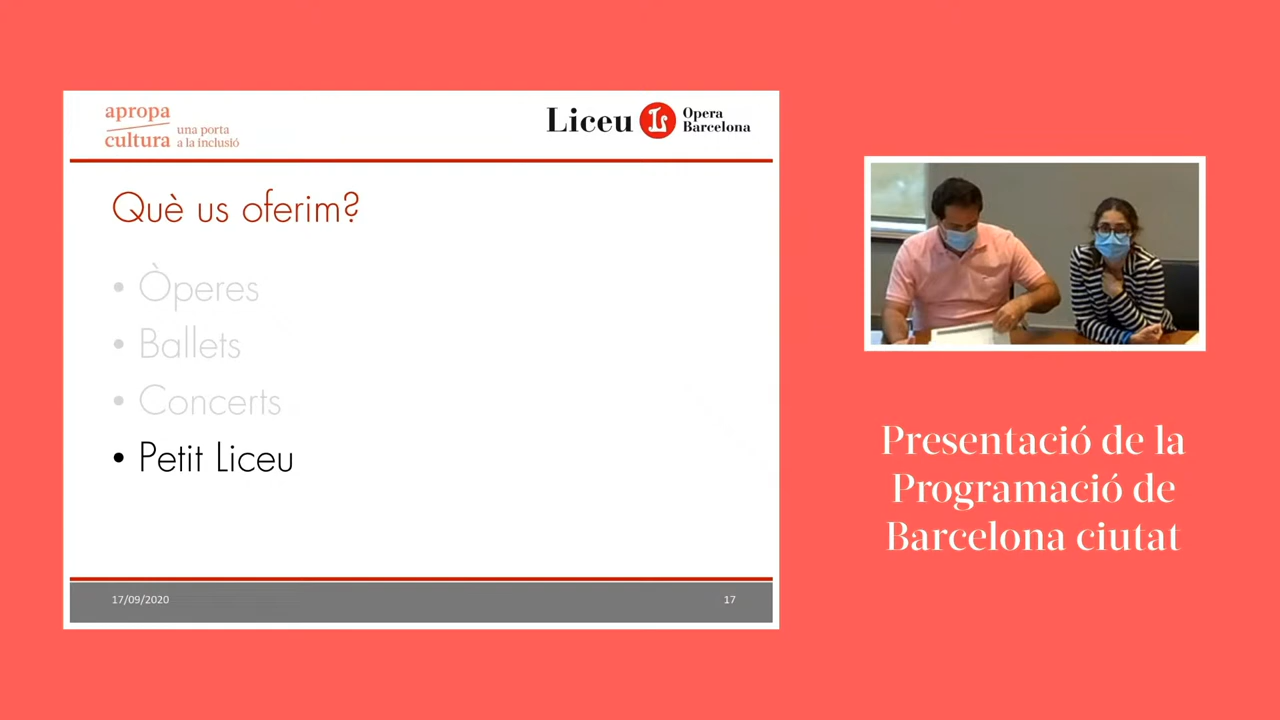 apropa
cultura
una porta
a la inclusió
Liceu
Opera
Barcelona
Què us oferim?
• Òperes
• Ballets
• Concerts
• Petit Liceu
17/09/2020
17
Presentació de la
Programació de
Barcelona ciutat